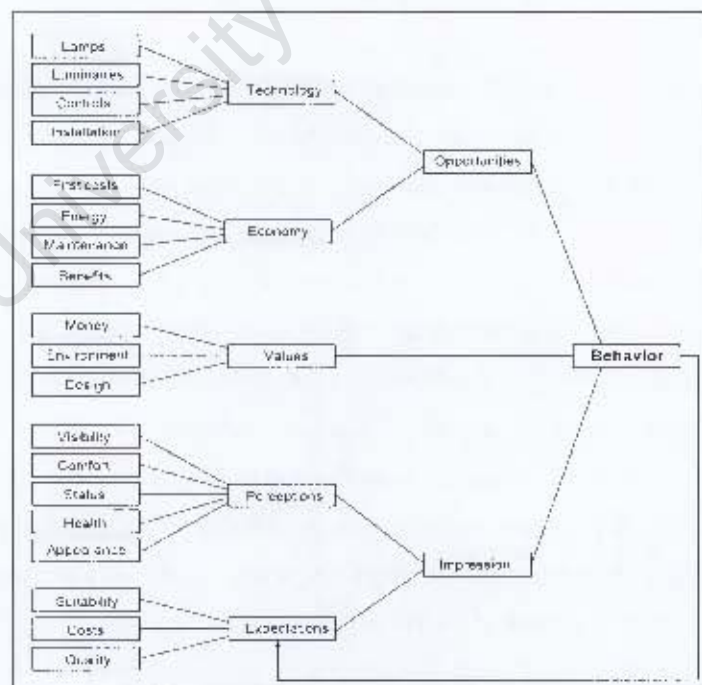 University
Lamps
Luminaires
Controls
Installation
Technology
Opportunities
First costs
Energy
Maintenance
Benefits
Economy
Money
Environment
Design
Values
Behavior
Visibility
Comfort
Status
Health
Appearance
Perceptions
Impression
Suitability
Costs
Quality
Expectations